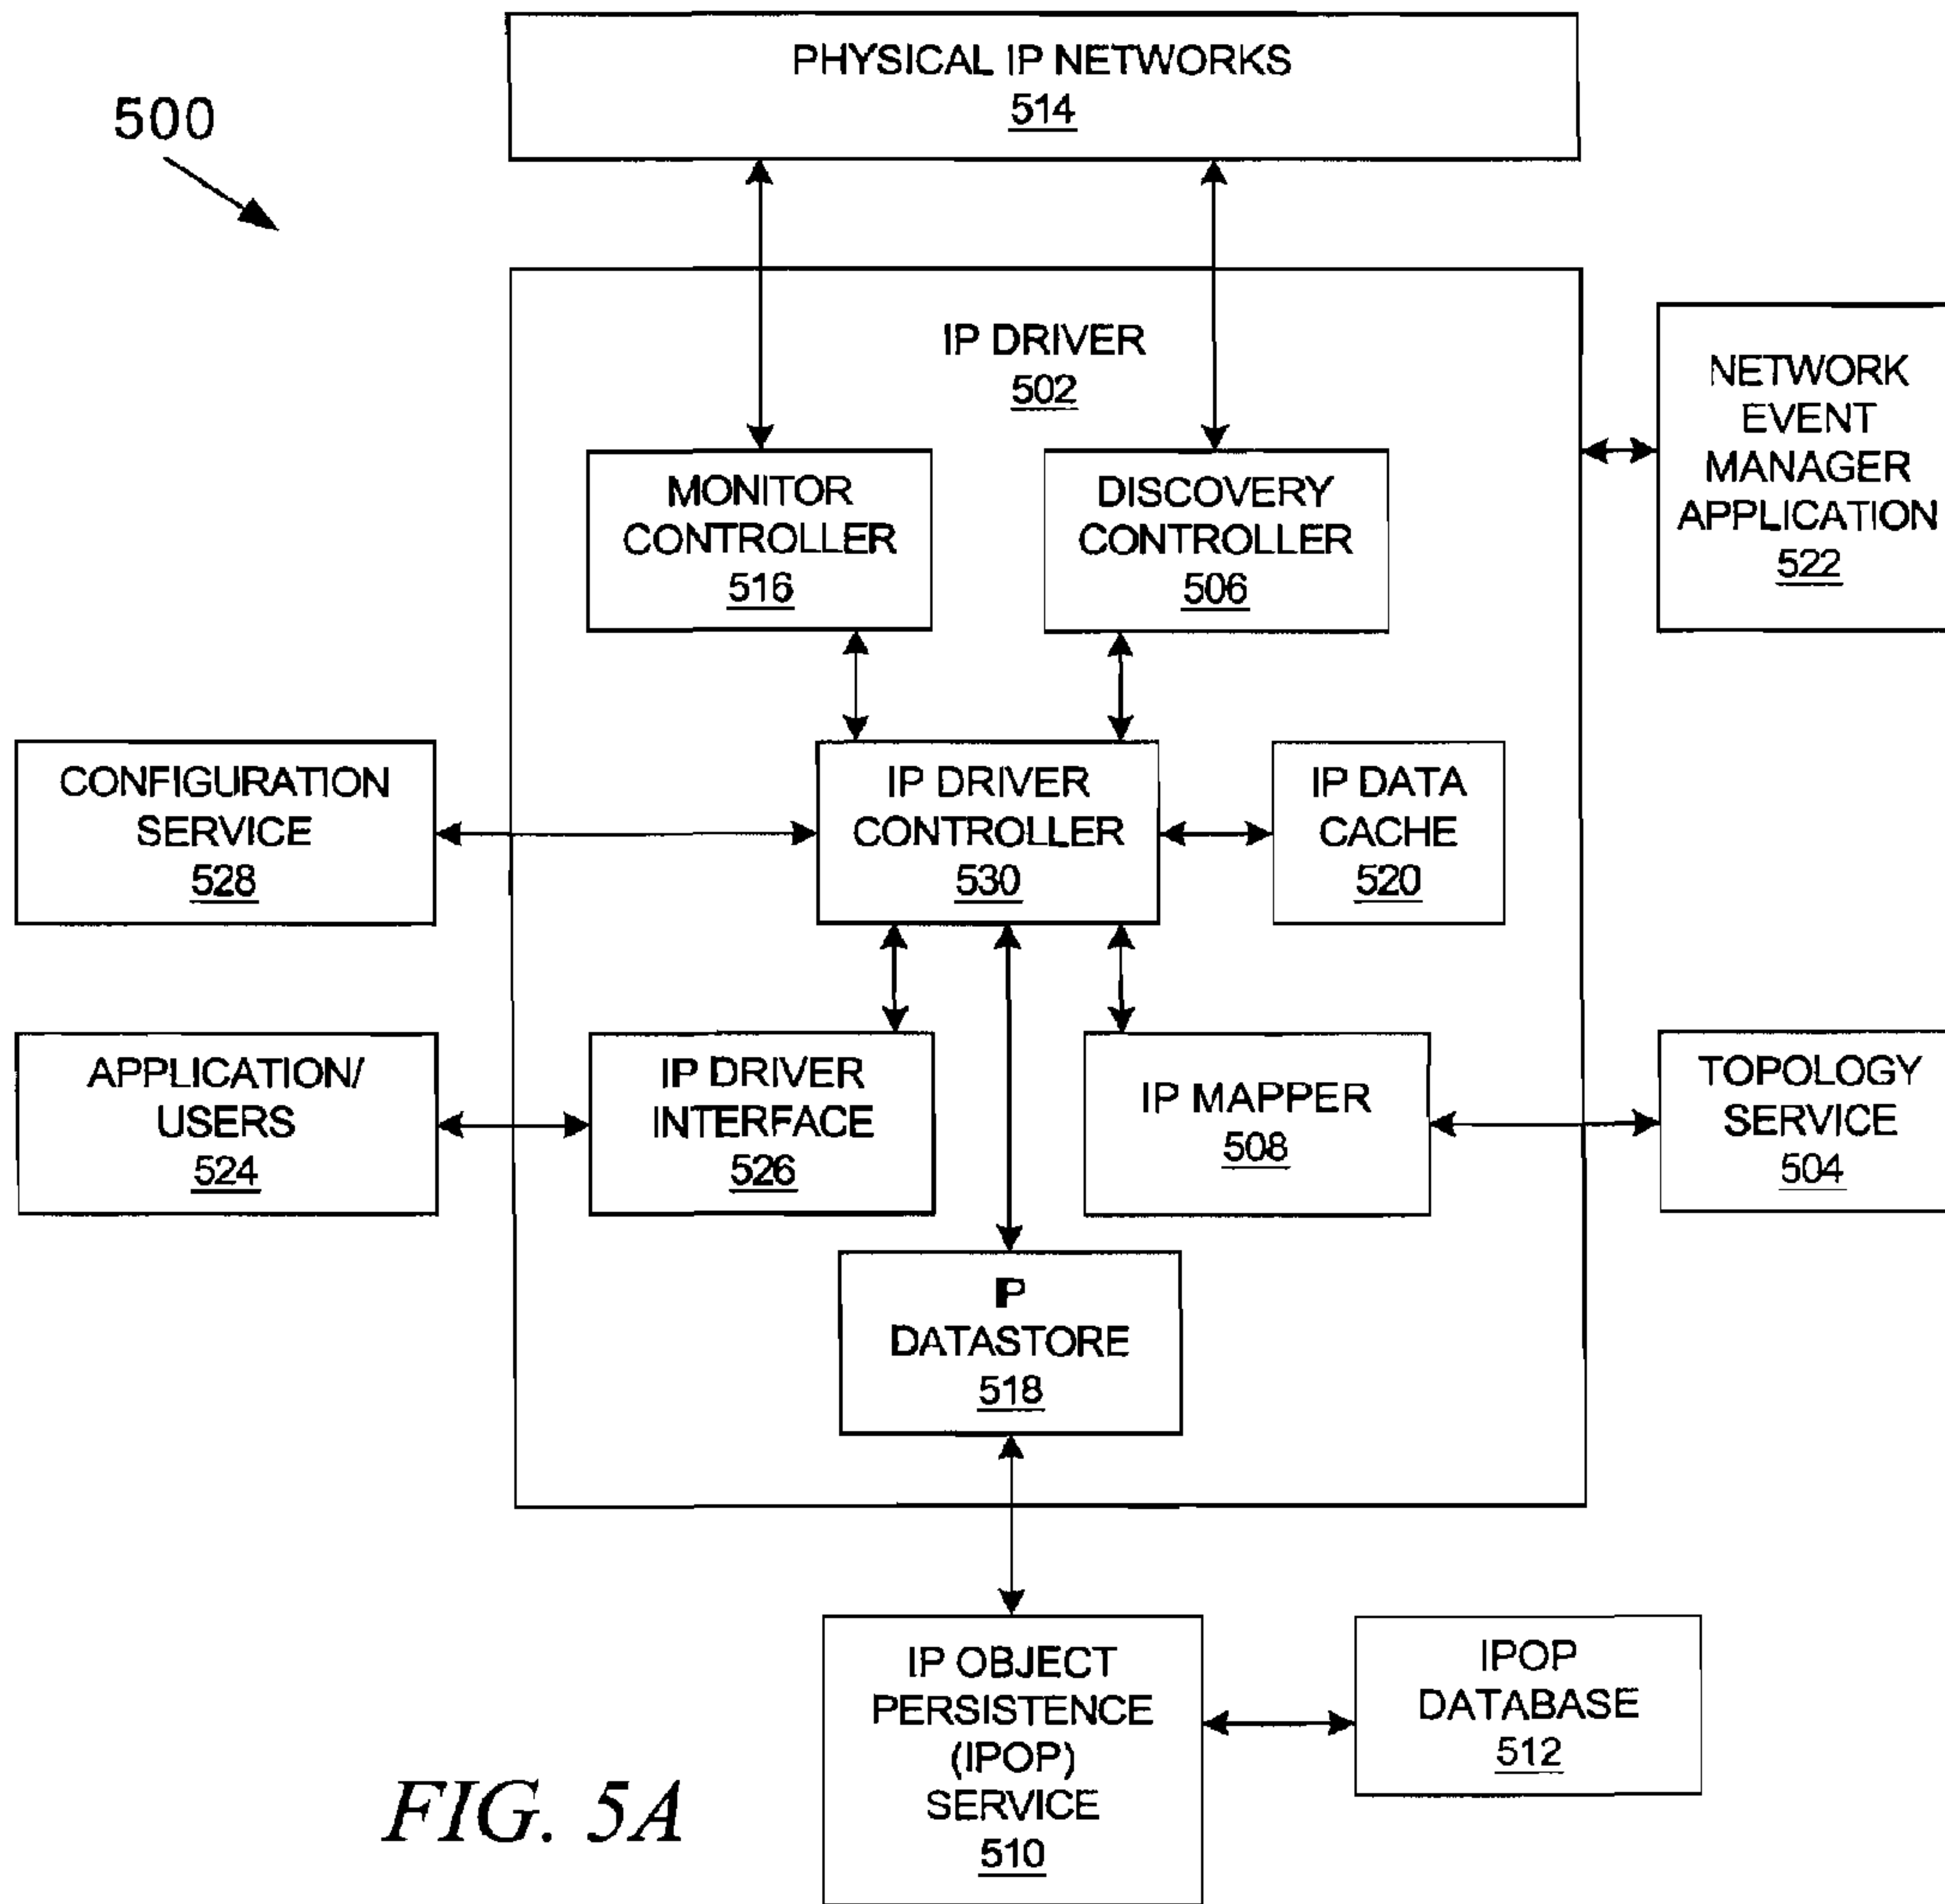 PHYSICAL IP NETWORKS
514
500
IP DRIVER
502
NETWORK
EVENT
MANAGER
APPLICATION
522
MONITOR
CONTROLLER
516
DISCOVERY
CONTROLLER
506
CONFIGURATION
SERVICE
528
IP DRIVER
CONTROLLER
530
IP DATA
CACHE
520
APPLICATION/
USERS
524
IP DRIVER
INTERFACE
526
IP MAPPER
508
TOPOLOGY
SERVICE
504
IP
DATASTORE
518
IP OBJECT
PERSISTENCE
(IPOP)
SERVICE
510
IPOP
DATABASE
512
FIG. 5A